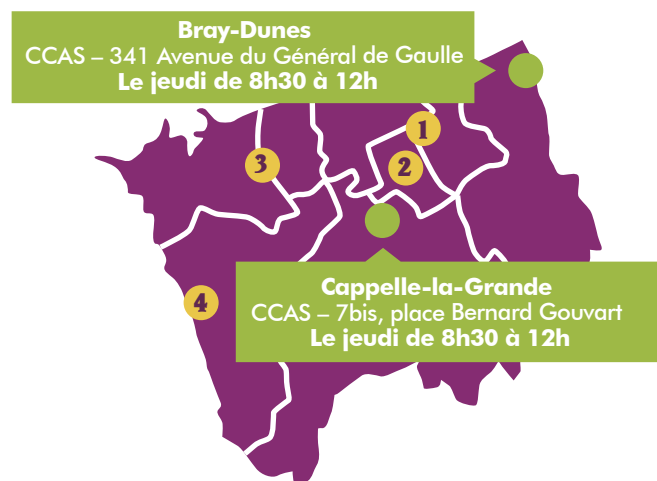 Bray-Dunes
CCAS – 341 Avenue du Général de Gaulle
Le jeudi de 8h30 à 12h
1
2
3
4
Cappelle-la-Grande
CCAS – 7bis, place Bernard Gouvart
Le jeudi de 8h30 à 12h